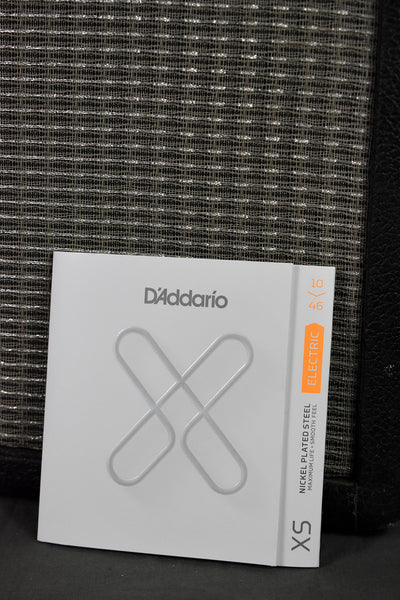 D'Addario
10
46
ELECTRIC
NICKEL PLATED STEEL
MAXIMUM LIFE • SMOOTH FEEL
XS